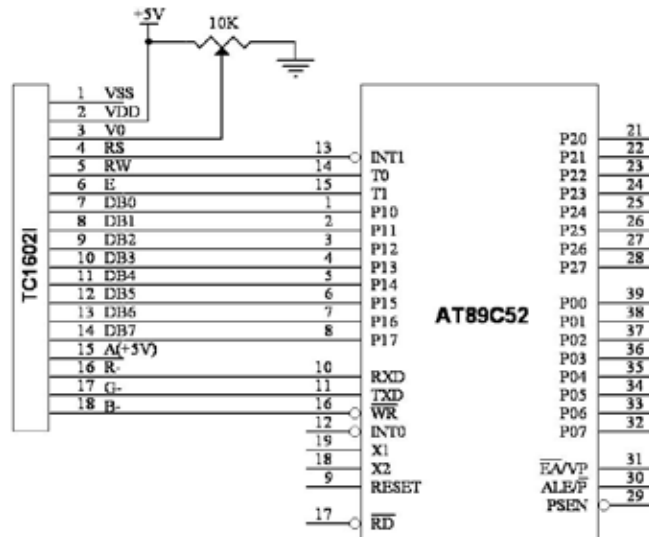 +5V
10K
1 VSS
2 VDD
3 V0
4 RS
5 RW
6 E
7 DB0
8 DB1
9 DB2
10 DB3
11 DB4
12 DB5
13 DB6
14 DB7
15 A(+5V)
16 R-
17 G-
18 B-
TC1602I
13 INT1
14 T0
15 T1
1 P10
2 P11
3 P12
4 P13
5 P14
6 P15
7 P16
8 P17
10 RXD
11 TXD
16 WR
12 INT0
19 X1
18 X2
9 RESET
17 RD
AT89C52
P20 21
P21 22
P22 23
P23 24
P24 25
P25 26
P26 27
P27 28
P00 39
P01 38
P02 37
P03 36
P04 35
P05 34
P06 33
P07 32
EA/VP 31
ALE/P 30
PSEN 29